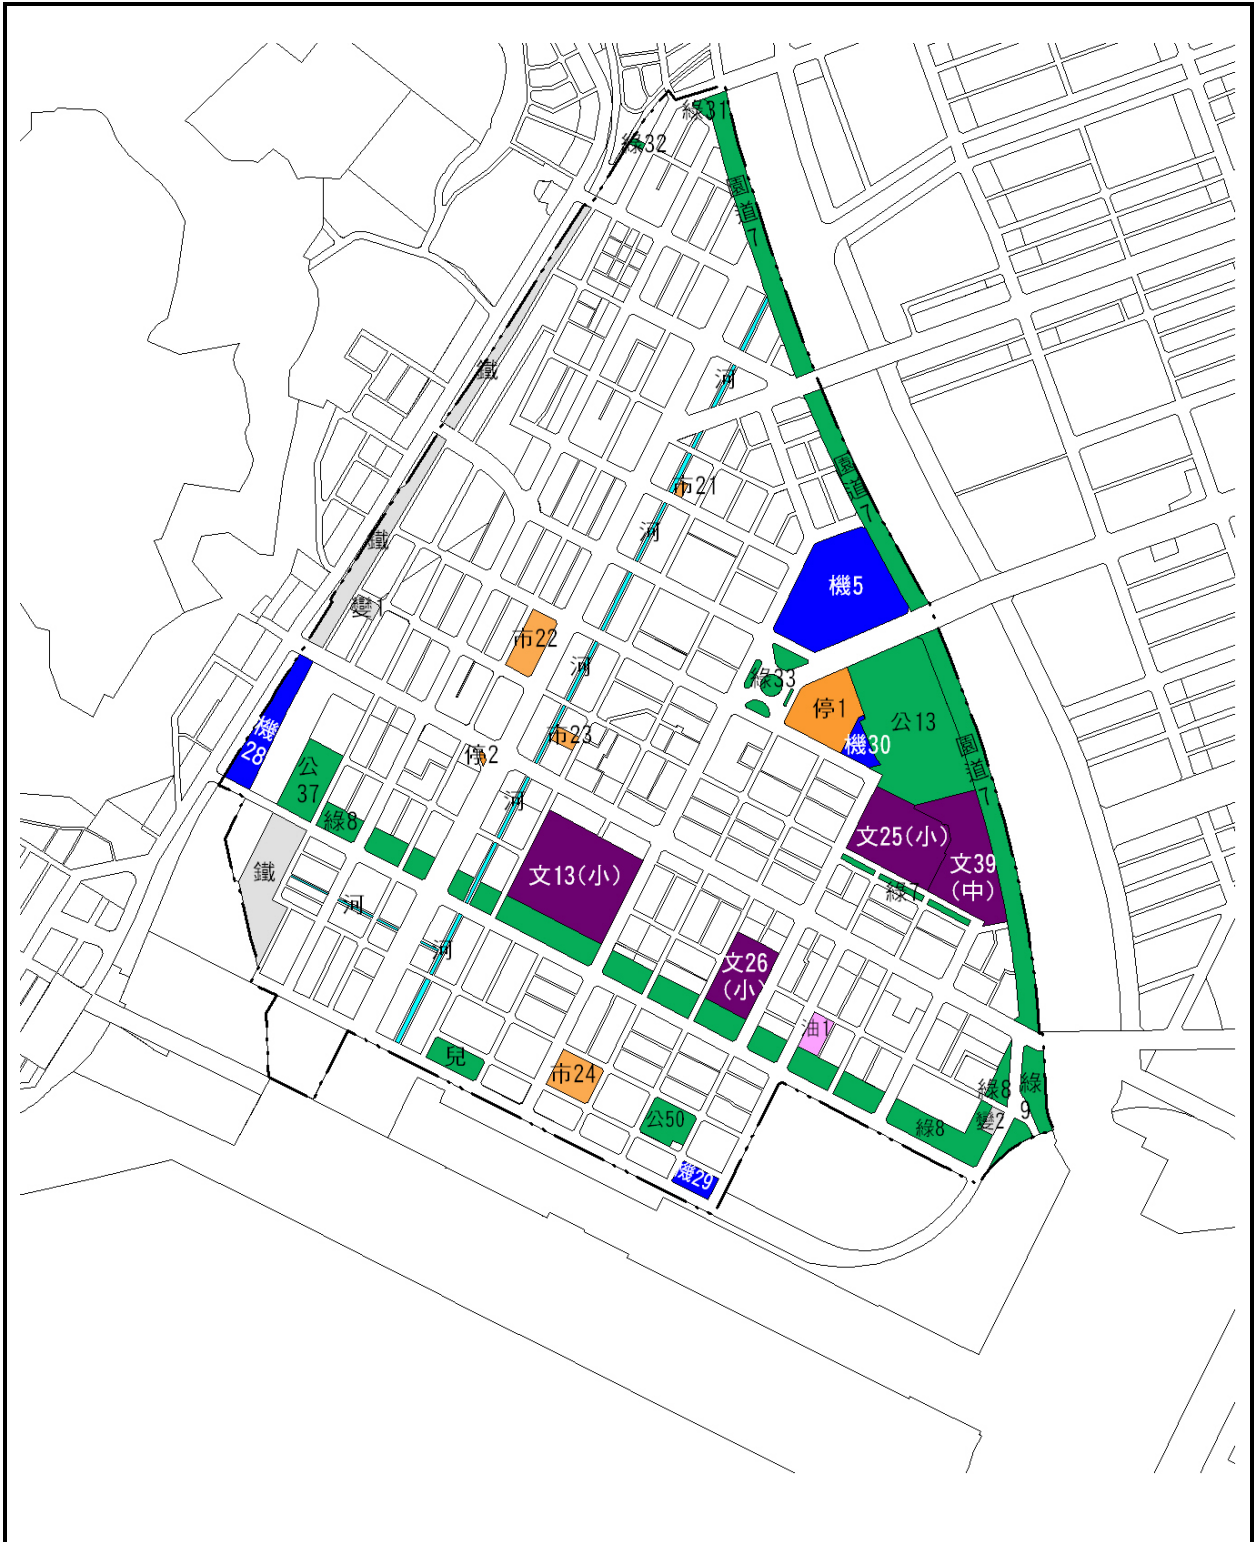 綠31
綠32
園道7
鐵
河
園道7
市21
河
鐵
機5
變1
市22
河
綠33
停1
公13
機
28
市23
機30
停2
園道7
公
37
河
綠8
文25(小)
文39
(中)
鐵
文13(小)
綠7
河
河
文26
(小)
油1
兒
市24
綠8
綠
9
公50
變2
綠8
機29